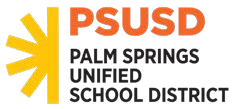 PSUSD
PALM SPRINGS
UNIFIED
SCHOOL DISTRICT